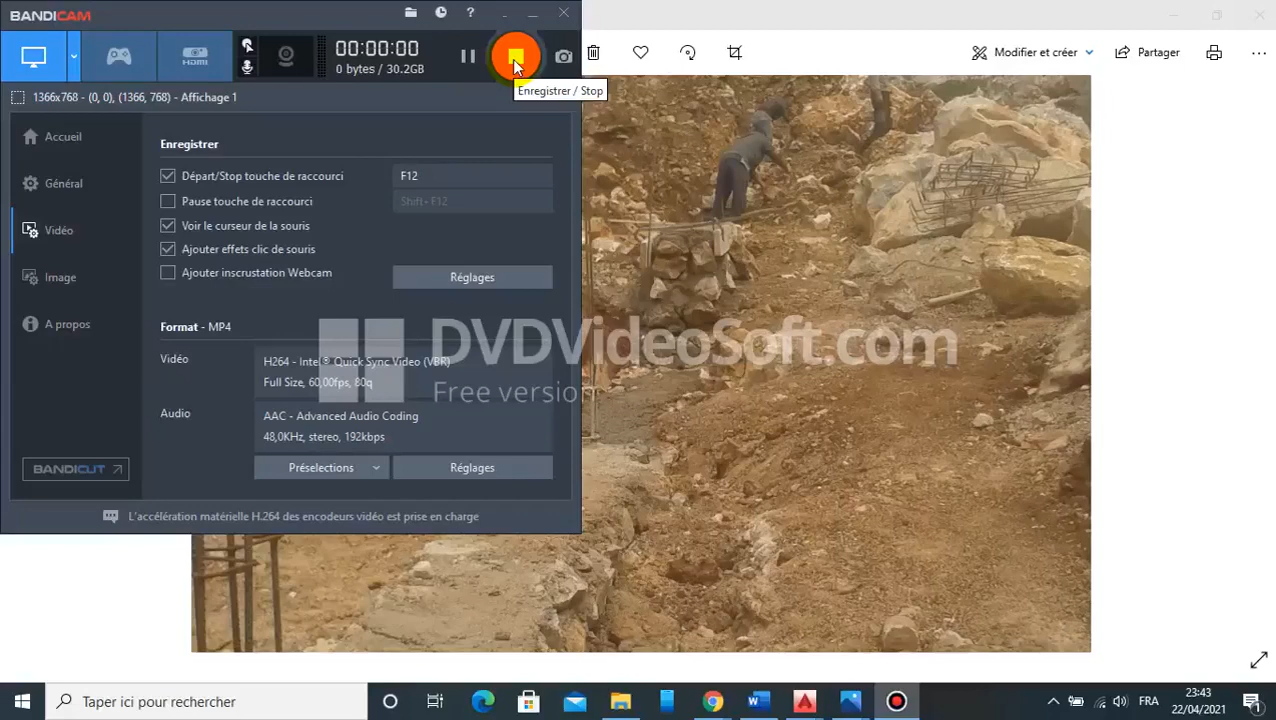 BANDICAM
?
00:00:00
0 bytes / 30.2GB
HDMI
Modifier et créer
Partager
Enregistrer / Stop
1366x768 - (0, 0), (1366, 768) - Affichage 1
Accueil
Général
Vidéo
Image
A propos
BANDICUT
Enregistrer
Départ/Stop touche de raccourci
F12
Pause touche de raccourci
Shift+F12
Voir le curseur de la souris
Ajouter effets clic de souris
Ajouter inscrustation Webcam
Réglages
Format - MP4
Vidéo
H264 - Intel® Quick Sync Video (VBR)
Full Size, 60,00fps, 80q
Audio
AAC - Advanced Audio Coding
48,0KHz, stereo, 192kbps
Présélections
Réglages
L'accélération matérielle H.264 des encodeurs vidéo est prise en charge
DVDVideoSoft.com
Free version
Taper ici pour rechercher
FRA
23:43
22/04/2021
1